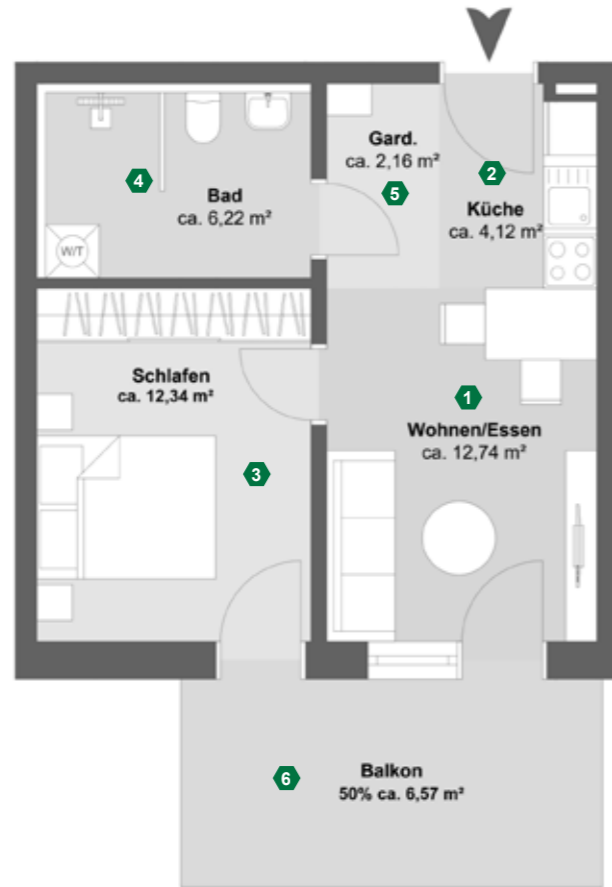 Gard.
ca. 2,16 m²
2
4
5
Bad
ca. 6,22 m²
Küche
ca. 4,12 m²
W/T
Schlafen
ca. 12,34 m²
1
Wohnen/Essen
ca. 12,74 m²
3
Balkon
6
50% ca. 6,57 m²